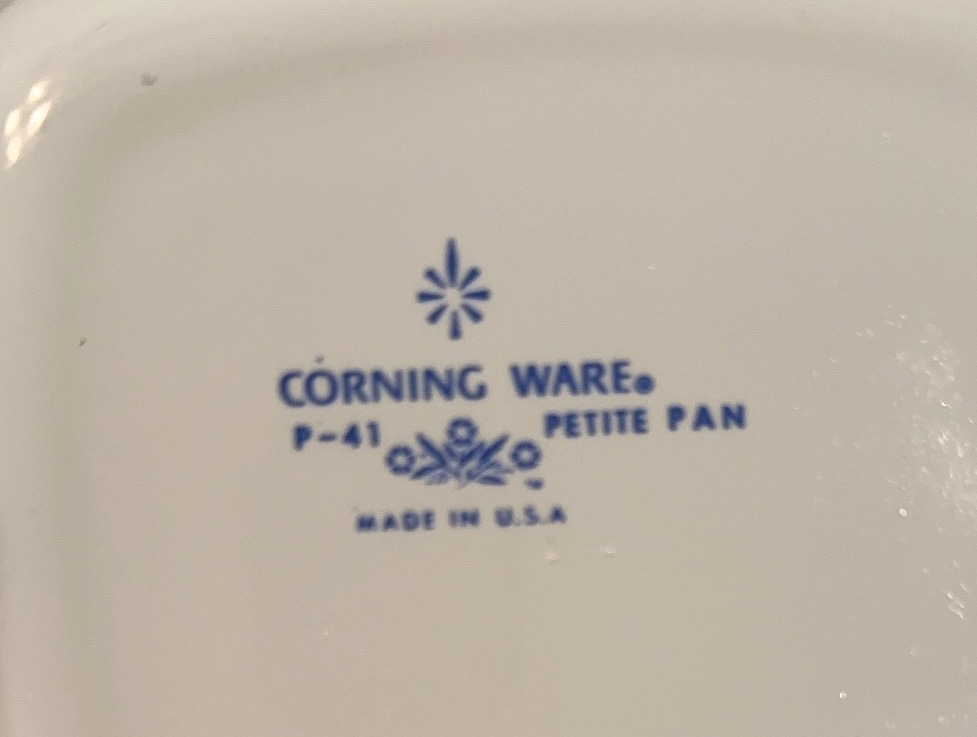 CORNING WARE®
P-41 PETITE PAN
MADE IN U.S.A